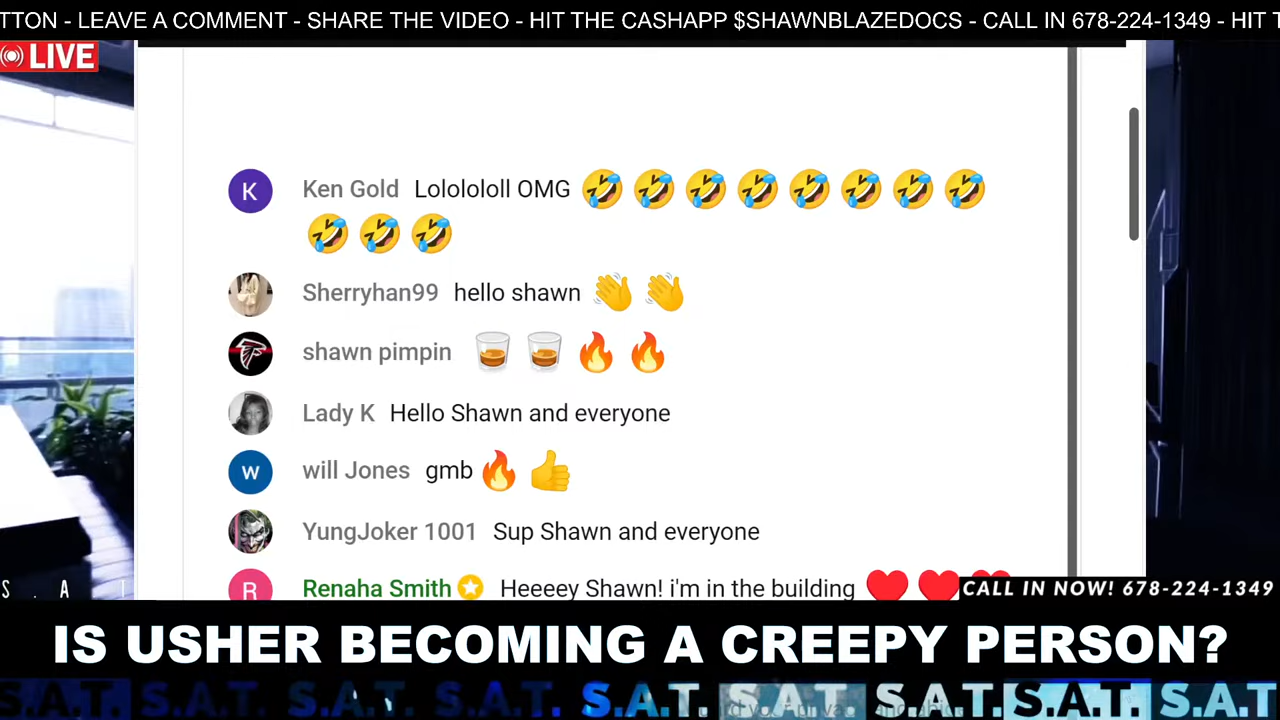 TTON - LEAVE A COMMENT - SHARE THE VIDEO - HIT THE CASHAPP $SHAWNBLAZEDOCS - CALL IN 678-224-1349 - HIT T
LIVE
K Ken Gold Lololololl OMG 🤣 🤣 🤣 🤣 🤣 🤣 🤣 🤣
🤣 🤣 🤣
Sherryhan99 hello shawn 👋 👋
shawn pimpin 🥃 🥃 🔥 🔥
Lady K Hello Shawn and everyone
w will Jones gmb 🔥 👍
YungJoker 1001 Sup Shawn and everyone
R Renaha Smith Heeeey Shawn! i'm in the building ❤️ ❤️ ❤️
S . A
CALL IN NOW! 678-224-1349
IS USHER BECOMING A CREEPY PERSON?
S.A.T. S.A.T. S.A.T. S.A.T. S.A.T. S.A.T. S.A.T. S.A.T. S.A.T